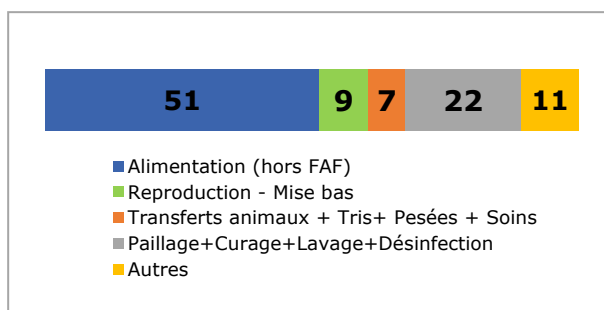 51 9 7 22 11
Alimentation (hors FAF)
Reproduction - Mise bas
Transferts animaux + Tris+ Pesées + Soins
Paillage+Curage+Lavage+Désinfection
Autres